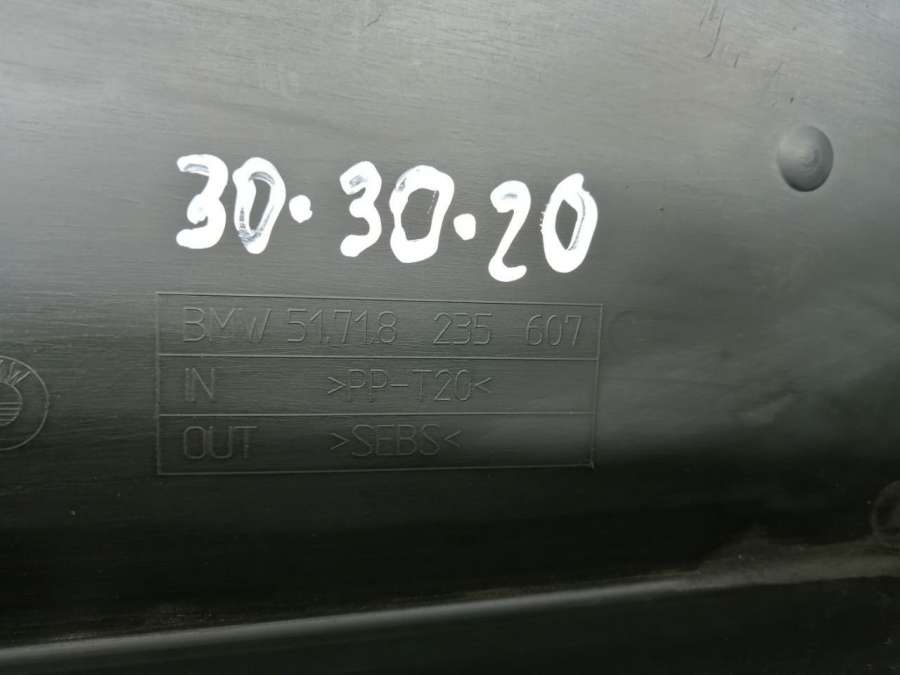 30.30.20
BMW 51.71.8 235 607
IN >PP-T20<
OUT >SEBS<